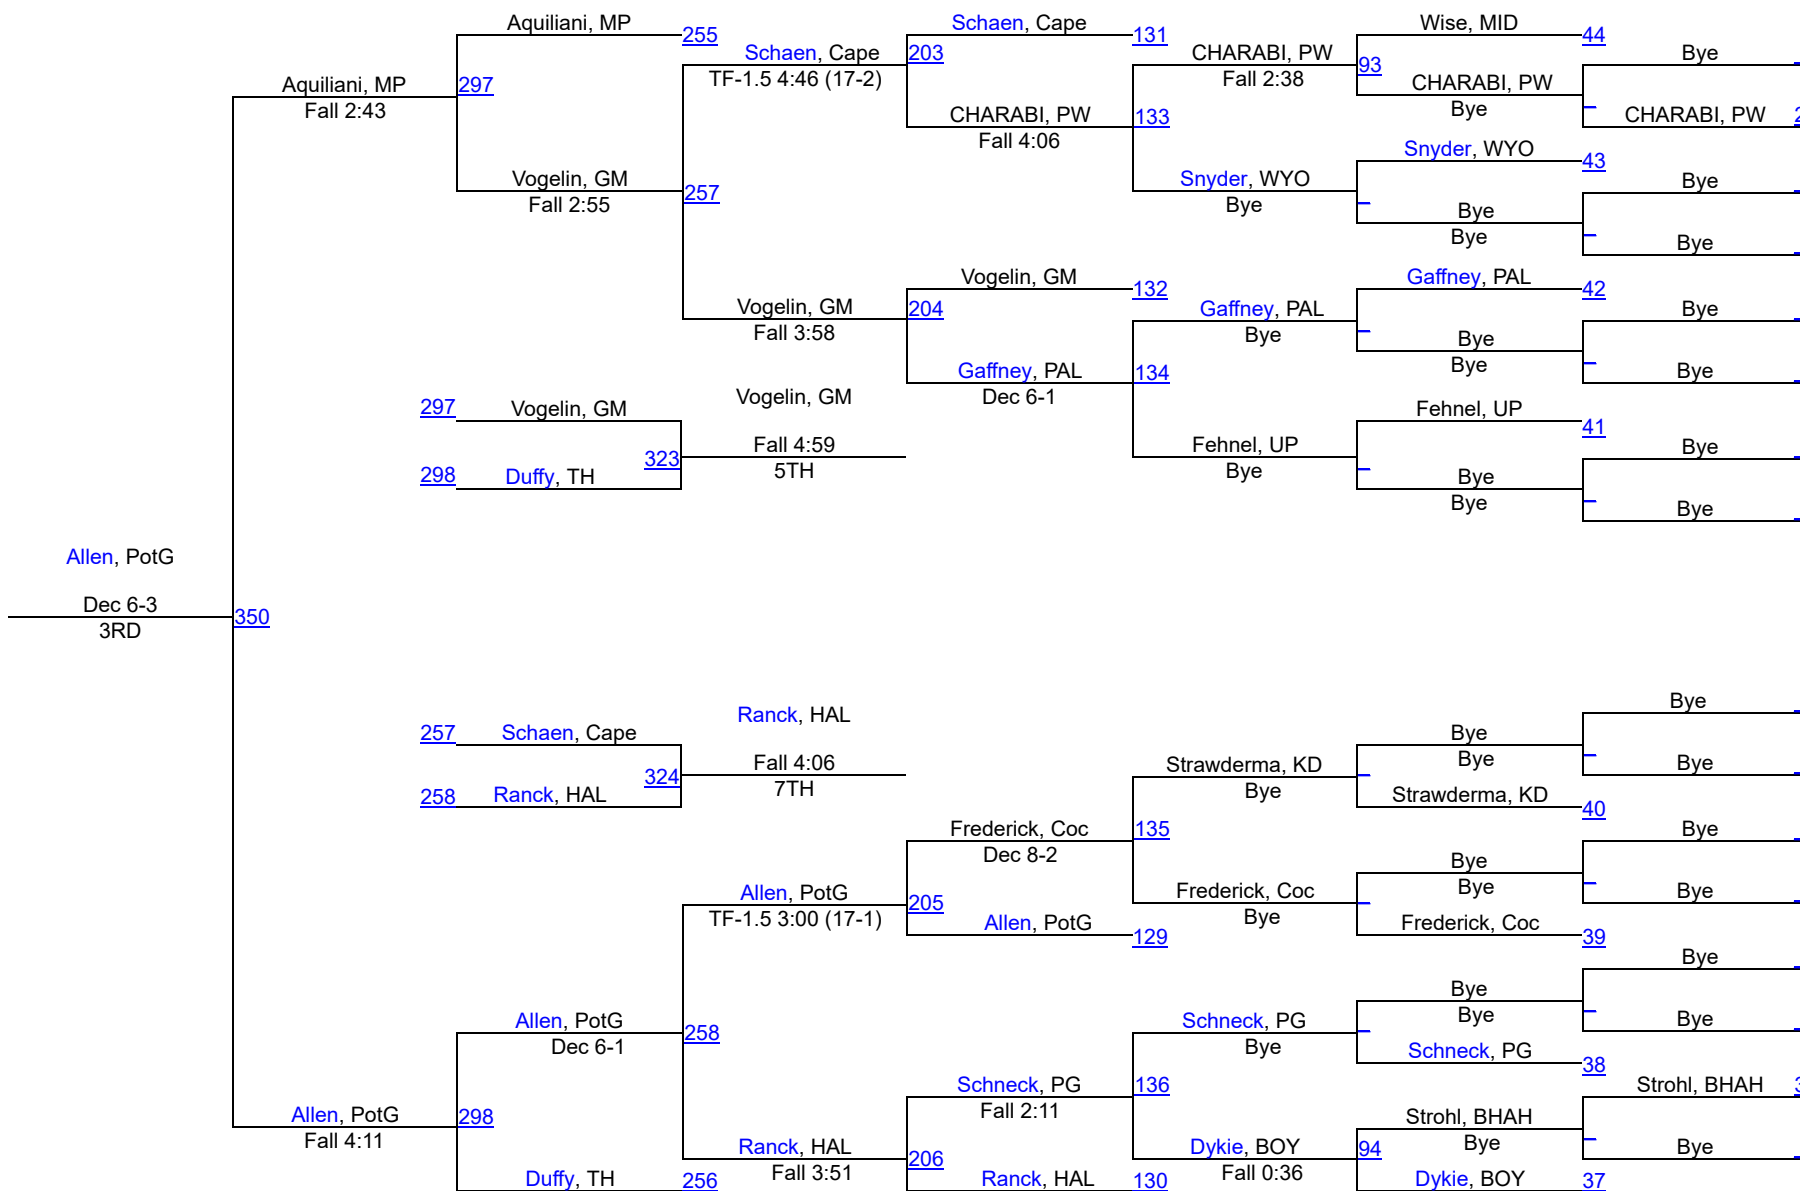 Aquiliani, MP
255
Schaen, Cape
131
Wise, MID
44
Schaen, Cape
203
CHARABI, PW
Bye
TF-1.5 4:46 (17-2)
Fall 2:38
93
Aquiliani, MP
297
CHARABI, PW
Fall 2:43
Bye
CHARABI, PW
133
CHARABI, PW
Fall 4:06
Snyder, WYO
43
Vogelin, GM
257
Snyder, WYO
Bye
Fall 2:55
Bye
Bye
Bye
Bye
Vogelin, GM
132
Gaffney, PAL
42
Vogelin, GM
204
Gaffney, PAL
Bye
Fall 3:58
Bye
Bye
Bye
Gaffney, PAL
134
Bye
Dec 6-1
297
Vogelin, GM
Vogelin, GM
Fehnel, UP
41
Fall 4:59
Fehnel, UP
Bye
323
5TH
Bye
298
Duffy, TH
Bye
Bye
Bye
Allen, PotG
Dec 6-3
350
3RD
Bye
Ranck, HAL
257
Schaen, Cape
Bye
Fall 4:06
Strawderma, KD
Bye
Bye
324
7TH
Bye
258
Ranck, HAL
Strawderma, KD
40
Frederick, Coc
135
Bye
Dec 8-2
Bye
Allen, PotG
205
Frederick, Coc
Bye
Bye
TF-1.5 3:00 (17-1)
Bye
Allen, PotG
129
Frederick, Coc
39
Bye
Bye
Allen, PotG
258
Schneck, PG
Bye
Bye
Dec 6-1
Bye
Schneck, PG
38
Schneck, PG
136
Strohl, BHAH
Fall 2:11
Allen, PotG
298
Strohl, BHAH
Fall 4:11
Bye
Ranck, HAL
206
Dykie, BOY
94
Bye
Fall 3:51
Fall 0:36
Duffy, TH
256
Ranck, HAL
130
Dykie, BOY
37